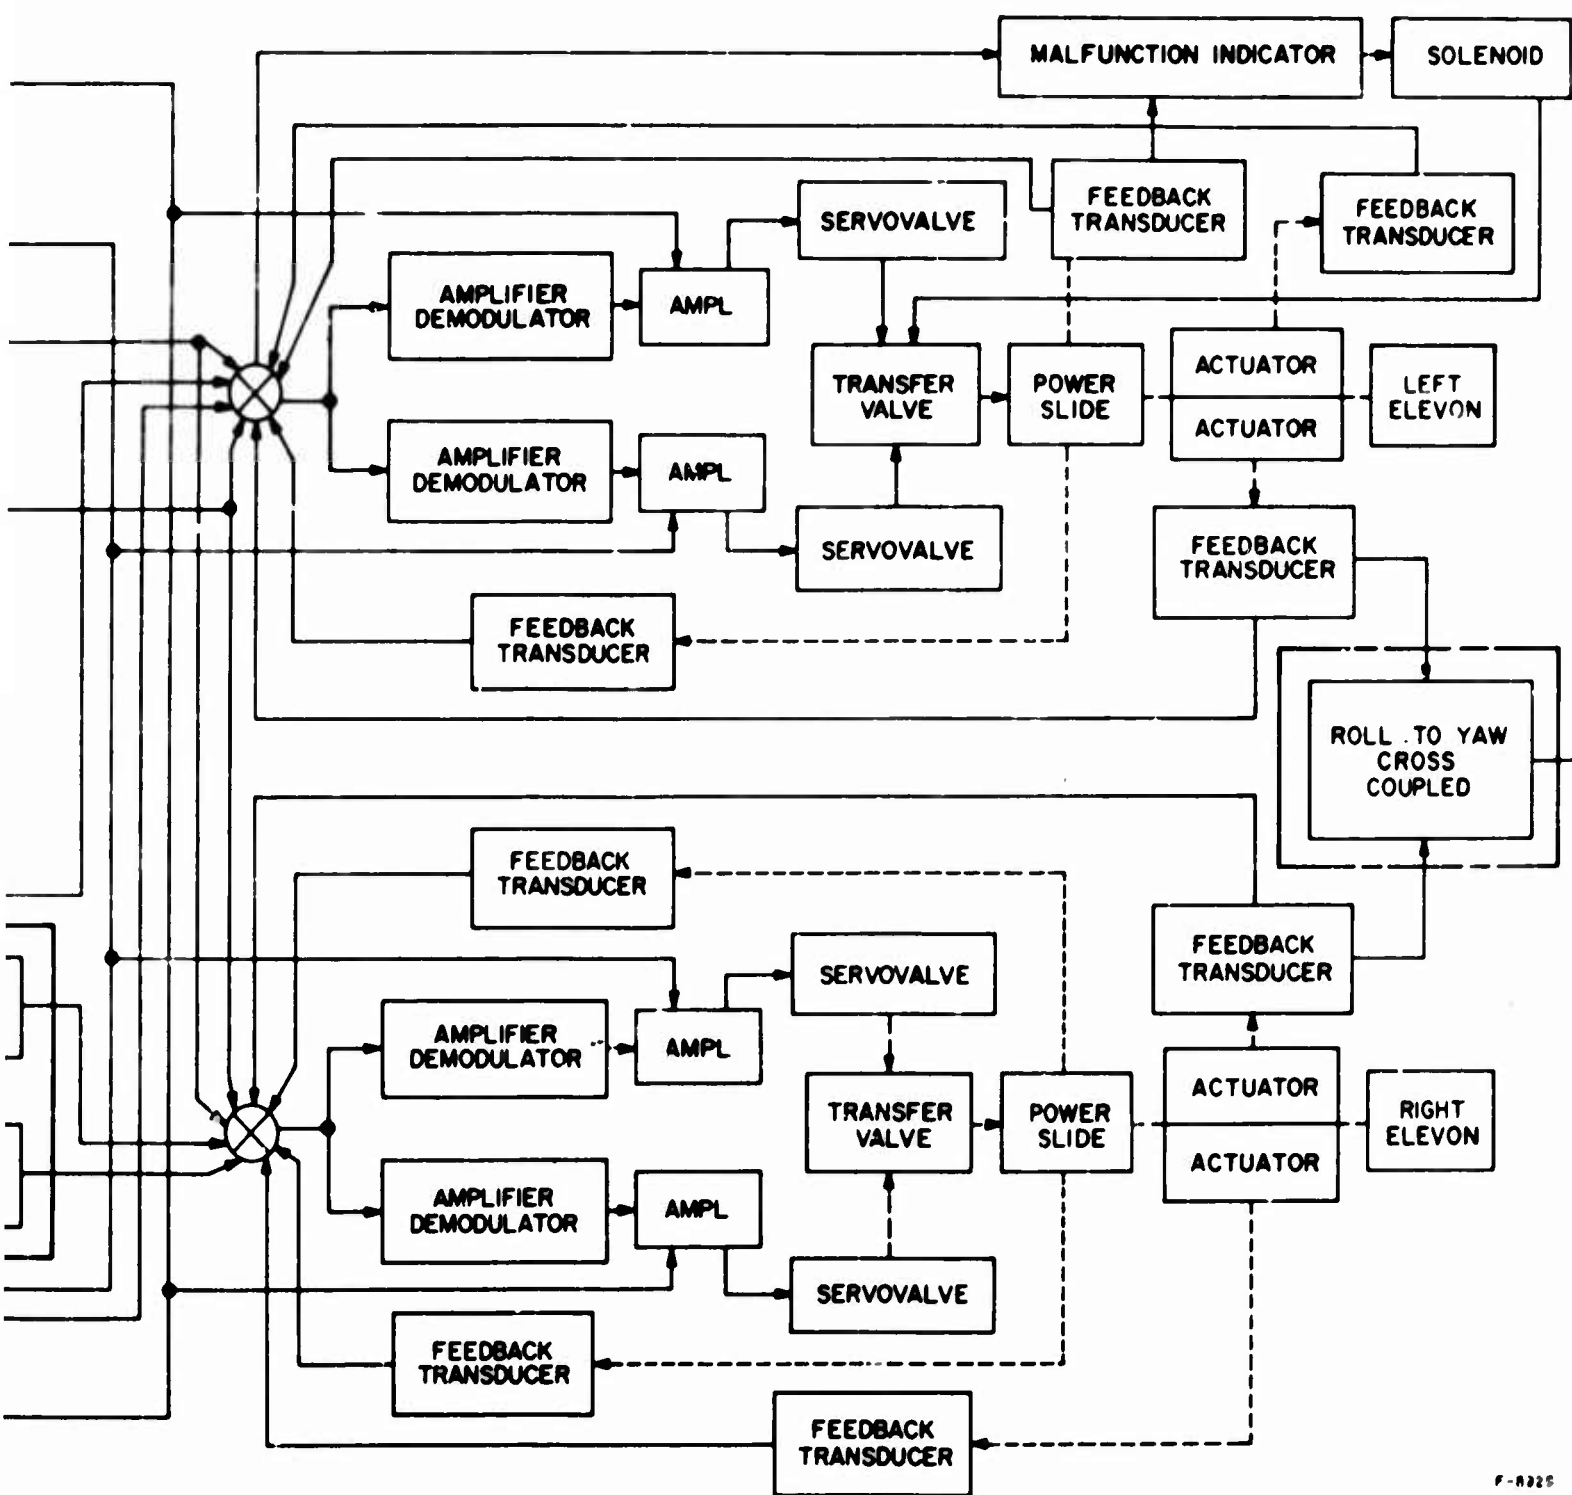 MALFUNCTION INDICATOR
SOLENOID
FEEDBACK
TRANSDUCER
FEEDBACK
TRANSDUCER
SERVOVALVE
AMPLIFIER
DEMODULATOR
AMPL
TRANSFER
VALVE
POWER
SLIDE
ACTUATOR
ACTUATOR
LEFT
ELEVON
AMPLIFIER
DEMODULATOR
AMPL
SERVOVALVE
FEEDBACK
TRANSDUCER
FEEDBACK
TRANSDUCER
ROLL TO YAW
CROSS
COUPLED
FEEDBACK
TRANSDUCER
FEEDBACK
TRANSDUCER
SERVOVALVE
AMPLIFIER
DEMODULATOR
AMPL
TRANSFER
VALVE
POWER
SLIDE
ACTUATOR
ACTUATOR
RIGHT
ELEVON
AMPLIFIER
DEMODULATOR
AMPL
SERVOVALVE
FEEDBACK
TRANSDUCER
FEEDBACK
TRANSDUCER